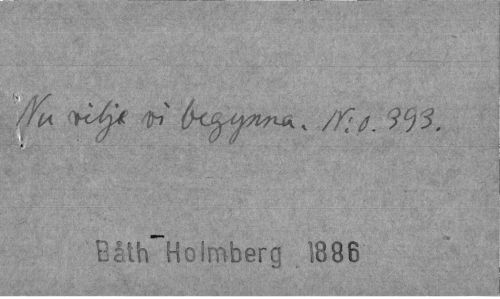 Nu vilje vi begynna. N:o. 393.
Båth Holmberg 1886